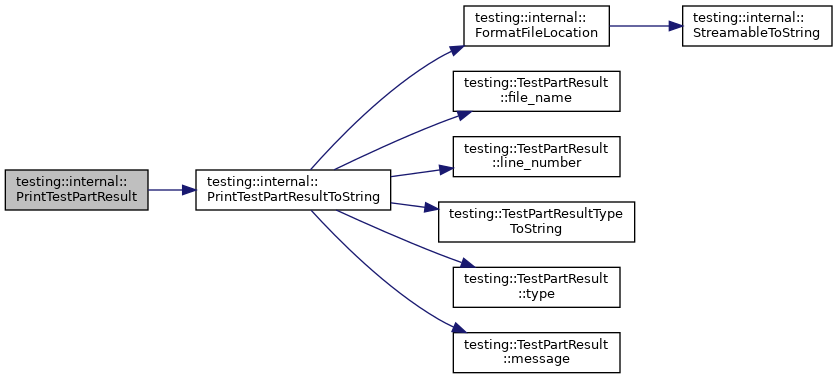 testing::internal::
PrintTestPartResult
testing::internal::
PrintTestPartResultToString
testing::internal::
FormatFileLocation
testing::internal::
StreamableToString
testing::TestPartResult
::file_name
testing::TestPartResult
::line_number
testing::TestPartResultType
ToString
testing::TestPartResult
::type
testing::TestPartResult
::message